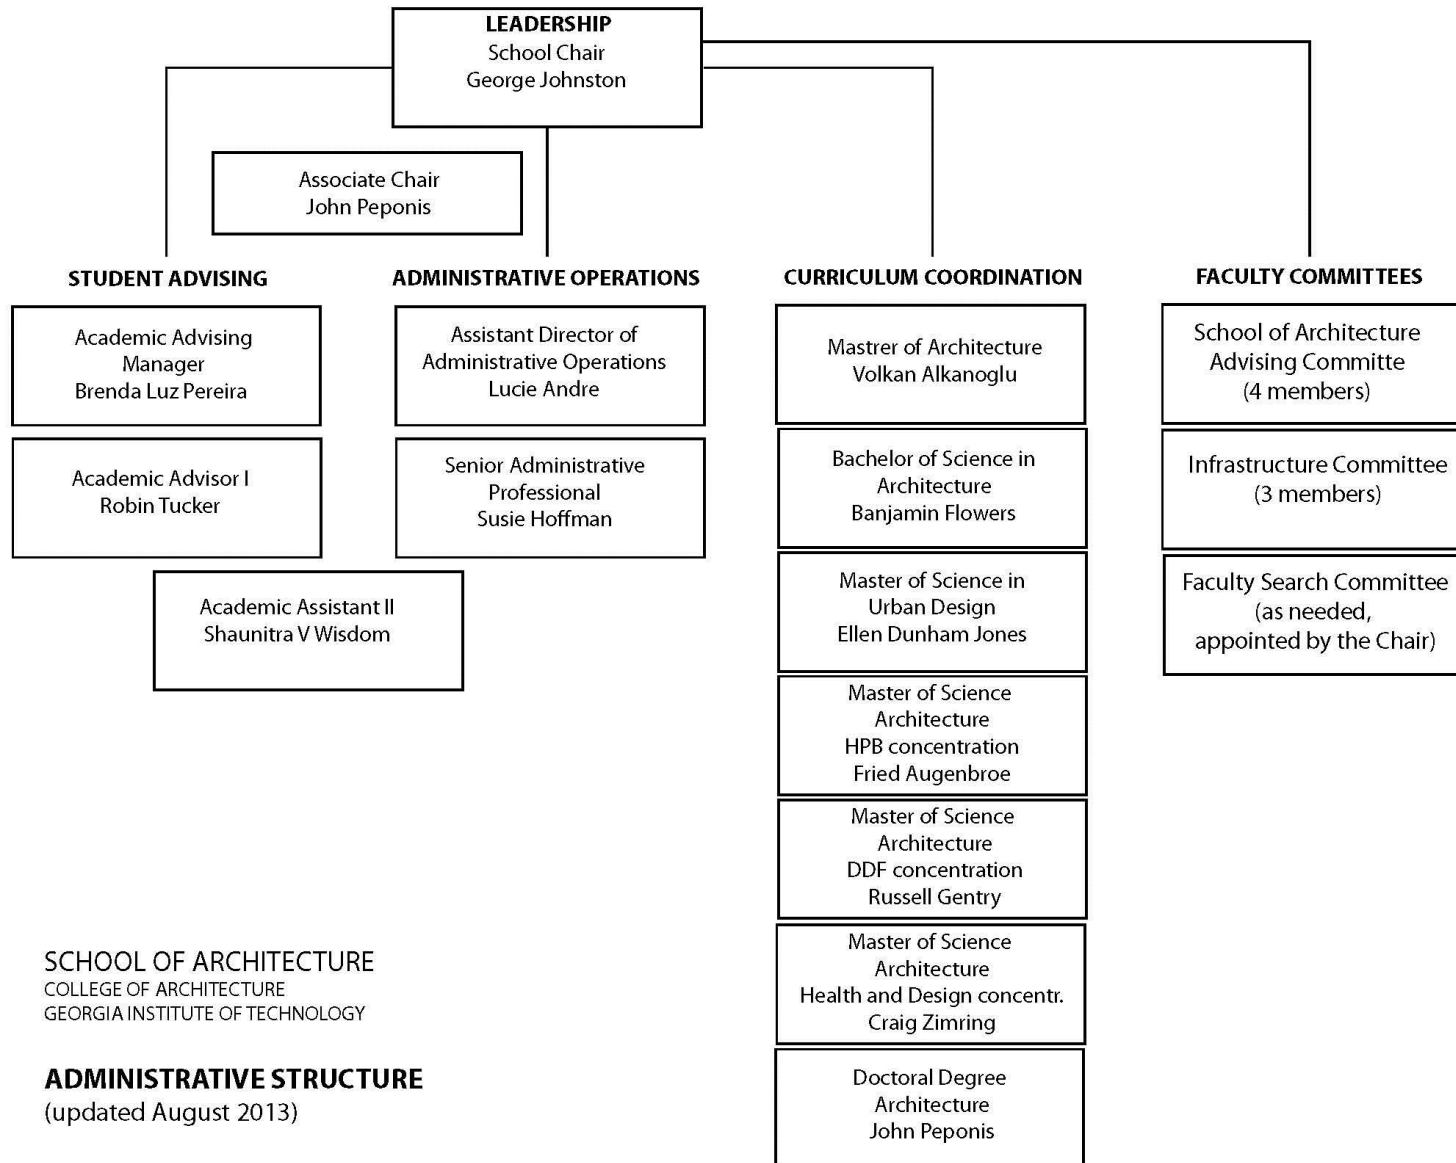 LEADERSHIP
School Chair
George Johnston
Associate Chair
John Peponis
STUDENT ADVISING
Academic Advising
Manager
Brenda Luz Pereira
Academic Advisor I
Robin Tucker
Academic Assistant II
Shaunitra V Wisdom
ADMINISTRATIVE OPERATIONS
Assistant Director of
Administrative Operations
Lucie Andre
Senior Administrative
Professional
Susie Hoffman
CURRICULUM COORDINATION
Mastrer of Architecture
Volkan Alkanoglu
Bachelor of Science in
Architecture
Banjamin Flowers
Master of Science in
Urban Design
Ellen Dunham Jones
Master of Science
Architecture
HPB concentration
Fried Augenbroe
Master of Science
Architecture
DDF concentration
Russell Gentry
Master of Science
Architecture
Health and Design concentr.
Craig Zimring
Doctoral Degree
Architecture
John Peponis
FACULTY COMMITTEES
School of Architecture
Advising Committe
(4 members)
Infrastructure Committee
(3 members)
Faculty Search Committee
(as needed,
appointed by the Chair)
SCHOOL OF ARCHITECTURE
COLLEGE OF ARCHITECTURE
GEORGIA INSTITUTE OF TECHNOLOGY
ADMINISTRATIVE STRUCTURE
(updated August 2013)